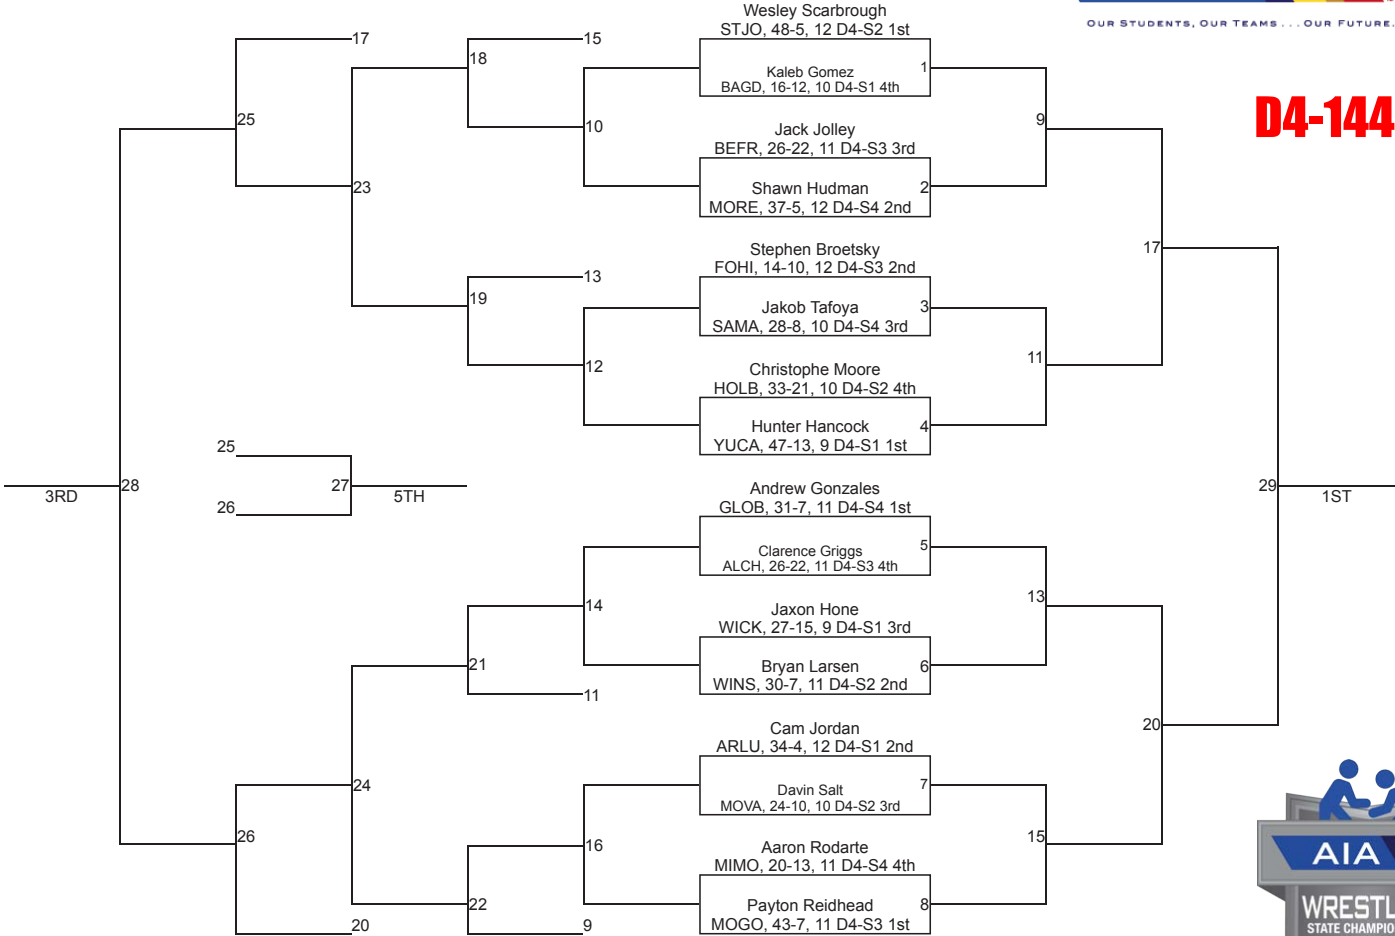 OUR STUDENTS, OUR TEAMS . . . OUR FUTURE.
D4-144
Wesley Scarbrough
STJO, 48-5, 12 D4-S2 1st
Kaleb Gomez
BAGD, 16-12, 10 D4-S1 4th
1
Jack Jolley
BEFR, 26-22, 11 D4-S3 3rd
Shawn Hudman
MORE, 37-5, 12 D4-S4 2nd
2
Stephen Broetsky
FOHI, 14-10, 12 D4-S3 2nd
Jakob Tafoya
SAMA, 28-8, 10 D4-S4 3rd
3
Christophe Moore
HOLB, 33-21, 10 D4-S2 4th
Hunter Hancock
YUCA, 47-13, 9 D4-S1 1st
4
Andrew Gonzales
GLOB, 31-7, 11 D4-S4 1st
Clarence Griggs
ALCH, 26-22, 11 D4-S3 4th
5
Jaxon Hone
WICK, 27-15, 9 D4-S1 3rd
Bryan Larsen
WINS, 30-7, 11 D4-S2 2nd
6
Cam Jordan
ARLU, 34-4, 12 D4-S1 2nd
Davin Salt
MOVA, 24-10, 10 D4-S2 3rd
7
Aaron Rodarte
MIMO, 20-13, 11 D4-S4 4th
Payton Reidhead
MOGO, 43-7, 11 D4-S3 1st
8
9
11
13
15
17
20
29
1ST
15
10
13
12
14
11
16
9
18
19
21
22
17
23
24
20
25
26
28
3RD
25
26
27
5TH
AIA
WRESTL
STATE CHAMPIO